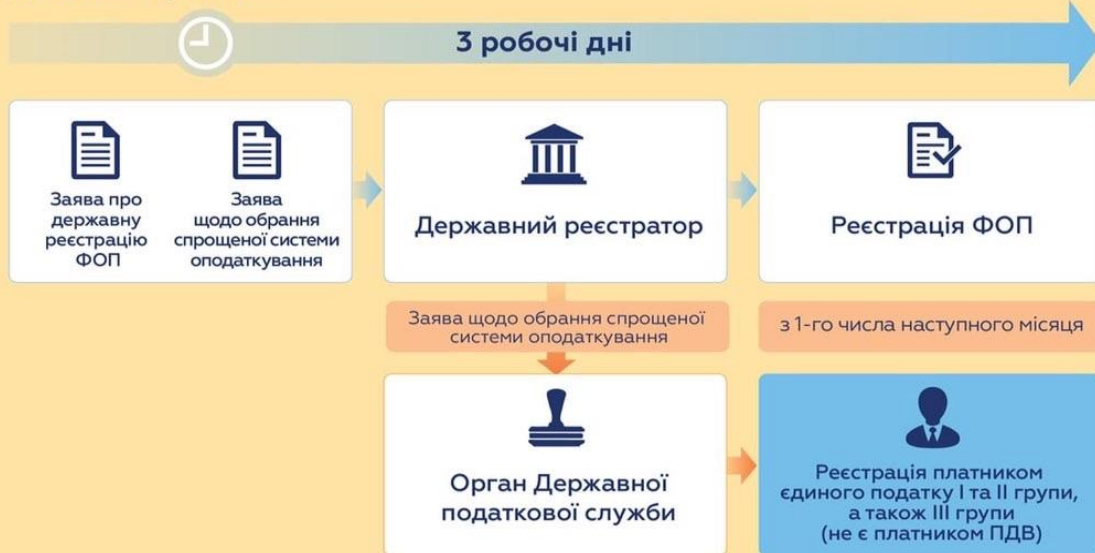 3 робочі дні
Заява про
державну
реєстрацію
ФОП
Заява
щодо обрання
спрощеної системи
оподаткування
Державний реєстратор
Реєстрація ФОП
Заява щодо обрання спрощеної
системи оподаткування
з 1-го числа наступного місяця
Орган Державної
податкової служби
Реєстрація платником
єдиного податку І та ІІ групи,
а також ІІІ групи
(не є платником ПДВ)